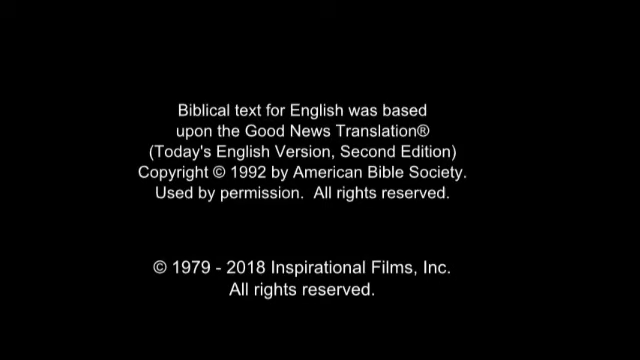 Biblical text for English was based
upon the Good News Translation®
(Today's English Version, Second Edition)
Copyright © 1992 by American Bible Society.
Used by permission.  All rights reserved.
© 1979 - 2018 Inspirational Films, Inc.
All rights reserved.